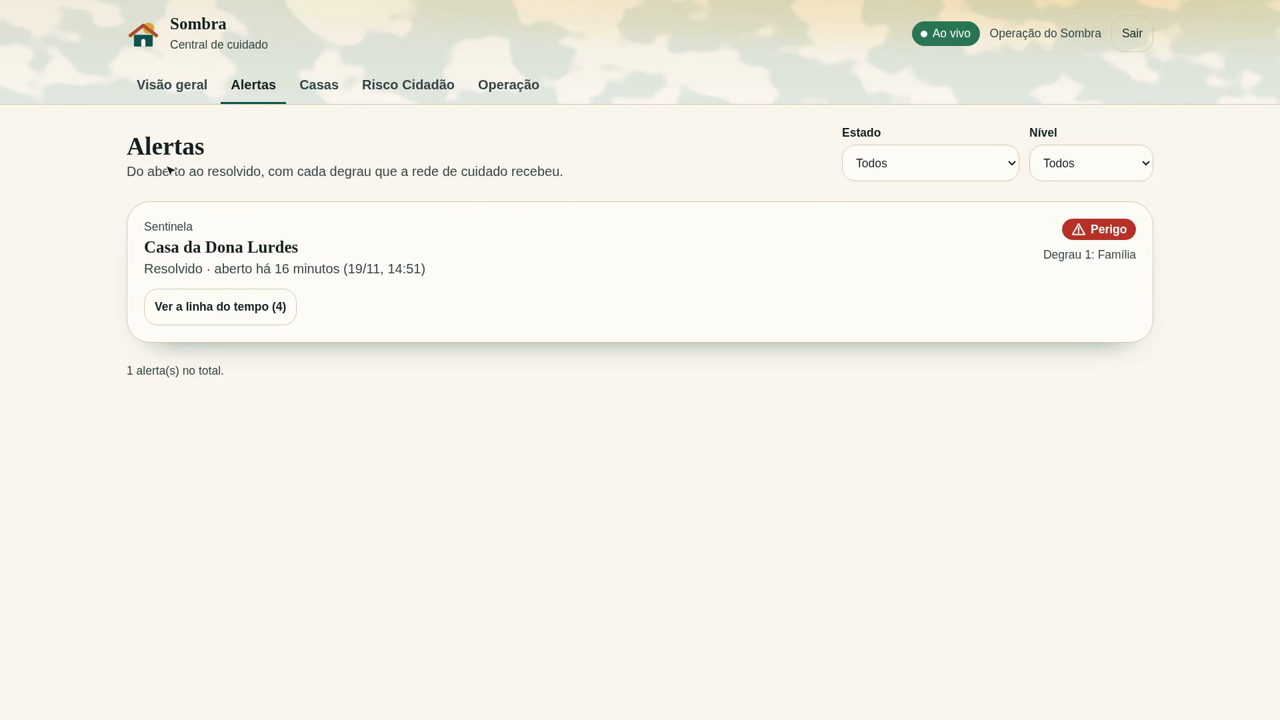 Sombra
Central de cuidado
Ao vivo
Operação do Sombra
Sair
Visão geral
Alertas
Casas
Risco Cidadão
Operação
Alertas
Do aberto ao resolvido, com cada degrau que a rede de cuidado recebeu.
Estado
Todos
Nível
Todos
Sentinela
Casa da Dona Lurdes
Resolvido · aberto há 16 minutos (19/11, 14:51)
Perigo
Degrau 1: Família
Ver a linha do tempo (4)
1 alerta(s) no total.